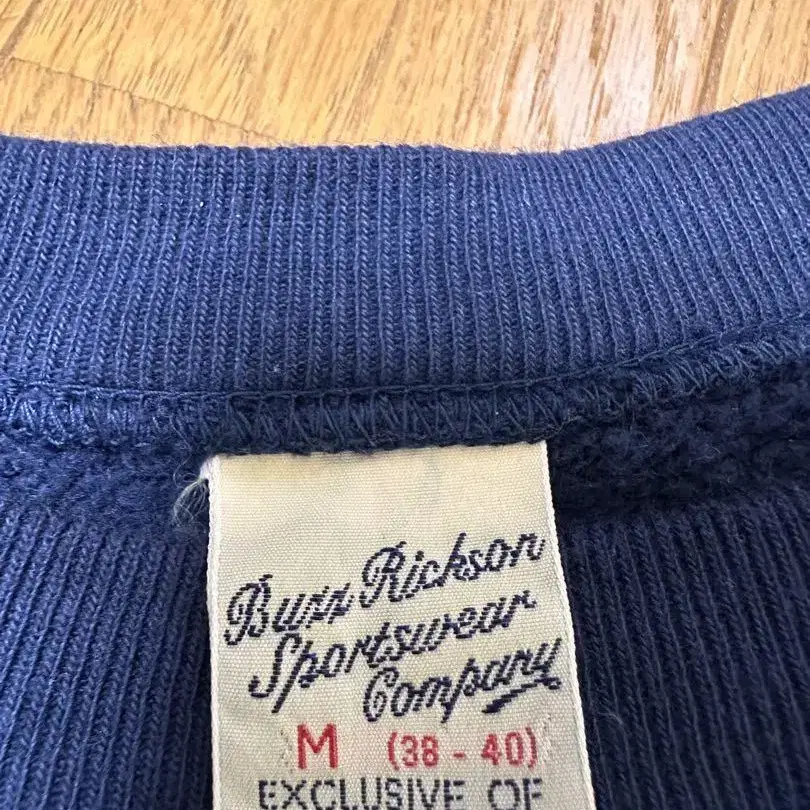 Buzz Rickson
Sportswear
Company
M (38 - 40)
EXCLUSIVE OF